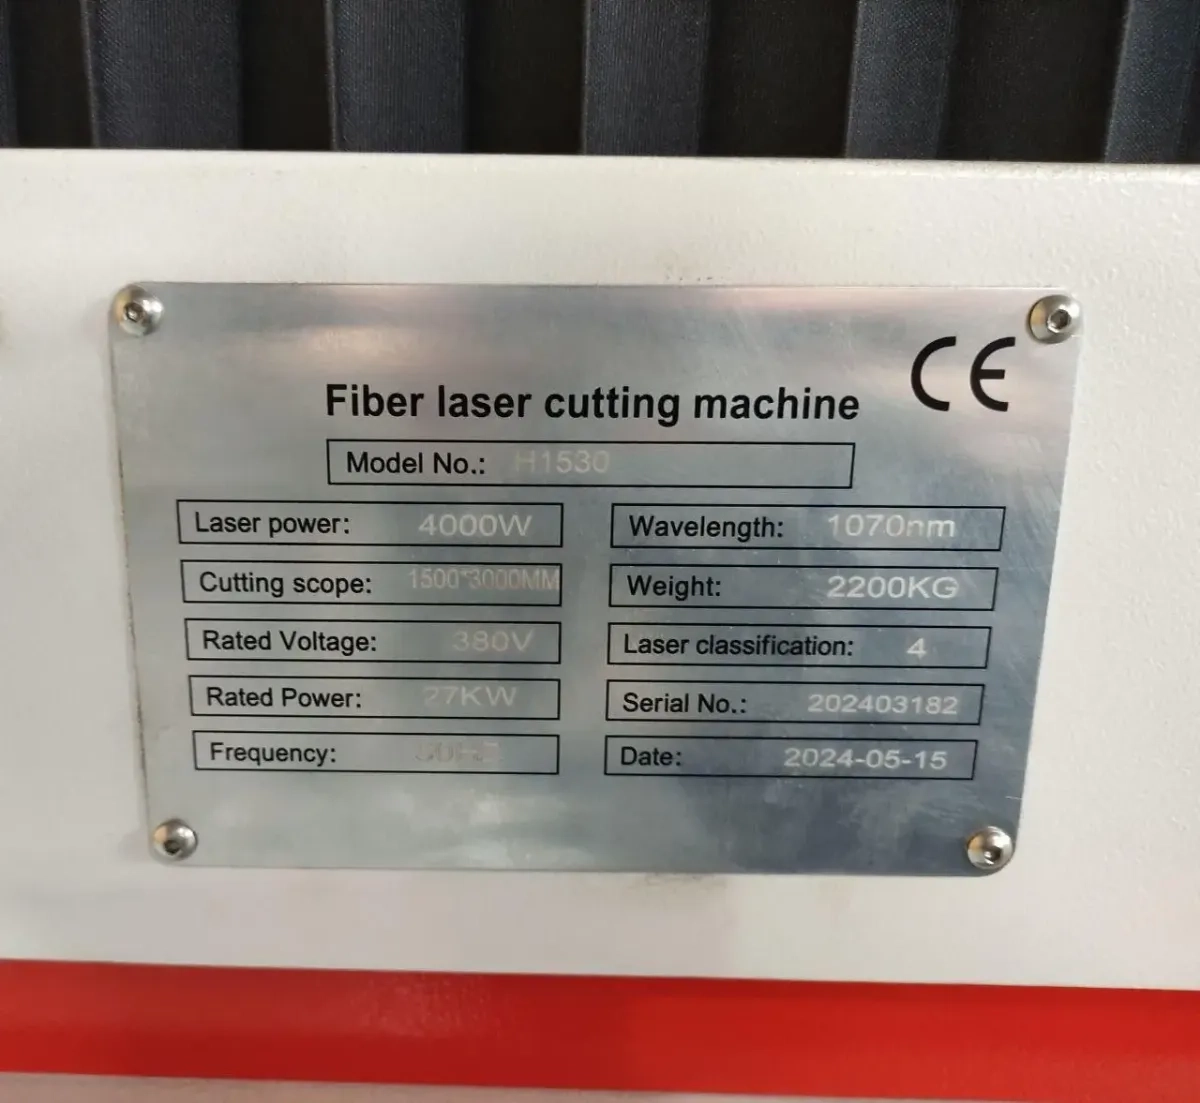 CE
Fiber laser cutting machine
Model No.: H1530
Laser power: 4000W
Wavelength: 1070nm
Cutting scope: 1500*3000MM
Weight: 2200KG
Rated Voltage: 380V
Laser classification: 4
Rated Power: 27KW
Serial No.: 202403182
Frequency:
Date: 2024-05-15